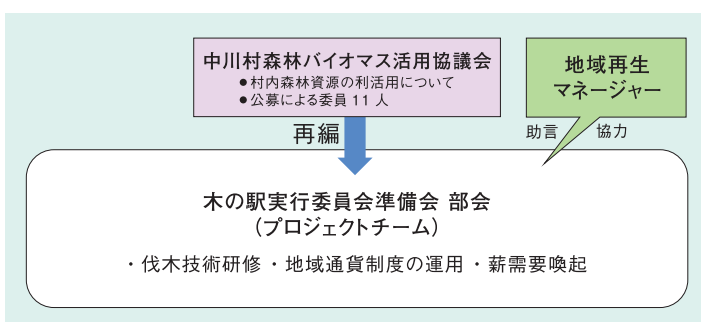 中川村森林バイオマス活用協議会
●村内森林資源の利活用について
●公募による委員 11 人
地域再生
マネージャー
再編
助言
協力
木の駅実行委員会準備会 部会
(プロジェクトチーム)
・伐木技術研修 ・地域通貨制度の運用 ・薪需要喚起